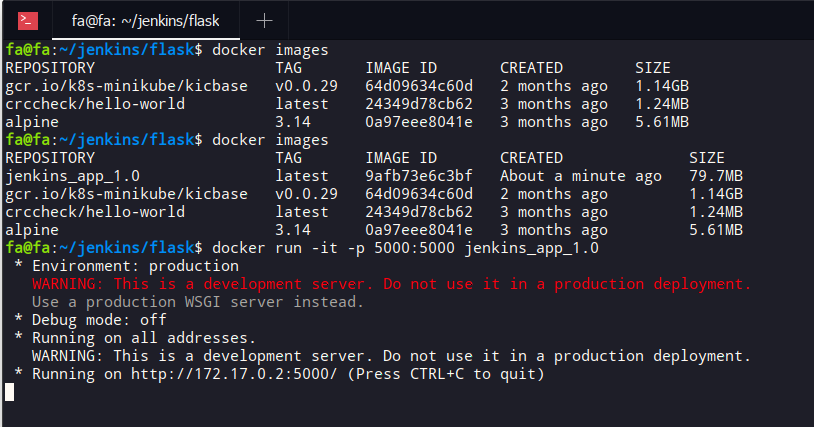 fa@fa: ~/jenkins/flask
fa@fa:~/jenkins/flask$ docker images
REPOSITORY TAG IMAGE ID CREATED SIZE
gcr.io/k8s-minikube/kicbase v0.0.29 64d09634c60d 2 months ago 1.14GB
crccheck/hello-world latest 24349d78cb62 3 months ago 1.24MB
alpine 3.14 0a97eee8041e 3 months ago 5.61MB
fa@fa:~/jenkins/flask$ docker images
REPOSITORY TAG IMAGE ID CREATED SIZE
jenkins_app_1.0 latest 9afb73e6c3bf About a minute ago 79.7MB
gcr.io/k8s-minikube/kicbase v0.0.29 64d09634c60d 2 months ago 1.14GB
crccheck/hello-world latest 24349d78cb62 3 months ago 1.24MB
alpine 3.14 0a97eee8041e 3 months ago 5.61MB
fa@fa:~/jenkins/flask$ docker run -it -p 5000:5000 jenkins_app_1.0
* Environment: production
WARNING: This is a development server. Do not use it in a production deployment.
Use a production WSGI server instead.
* Debug mode: off
* Running on all addresses.
WARNING: This is a development server. Do not use it in a production deployment.
* Running on http://172.17.0.2:5000/ (Press CTRL+C to quit)